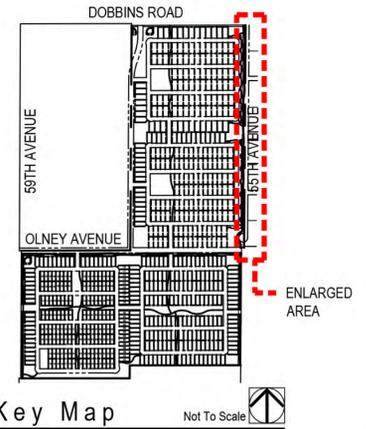 DOBBINS ROAD
59TH AVENUE
55TH AVENUE
OLNEY AVENUE
ENLARGED
AREA
Key Map
Not To Scale